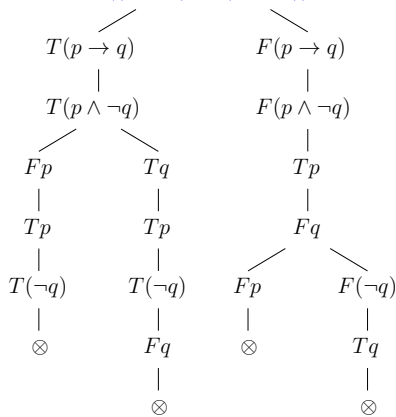 T(p → q) F(p → q)
T(p ∧ ¬q) F(p ∧ ¬q)
Fp Tq Tp
Tp Tp Fq
T(¬q) T(¬q) Fp F(¬q)
⊗ Fq ⊗ Tq
⊗ ⊗